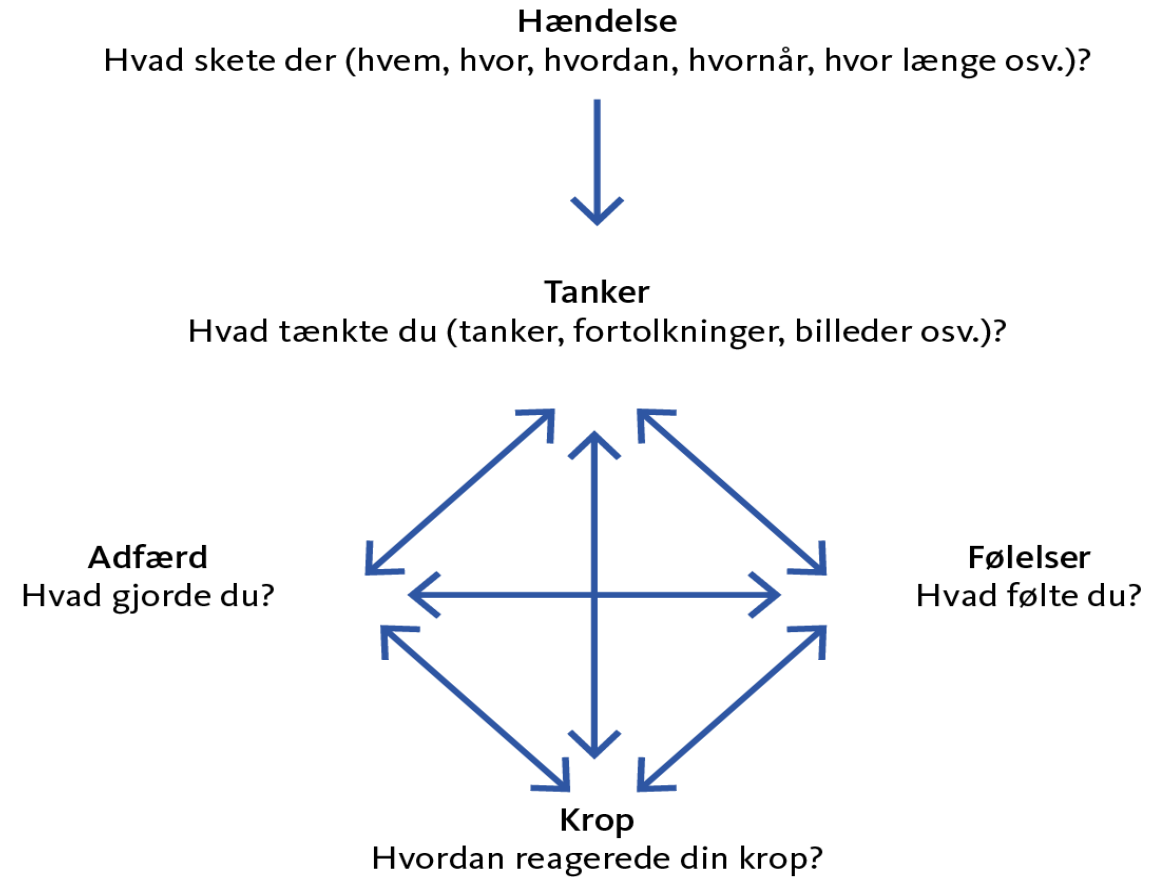 Hændelse
Hvad skete der (hvem, hvor, hvordan, hvornår, hvor længe osv.)?
Tanker
Hvad tænkte du (tanker, fortolkninger, billeder osv.)?
Adfærd
Hvad gjorde du?
Følelser
Hvad følte du?
Krop
Hvordan reagerede din krop?